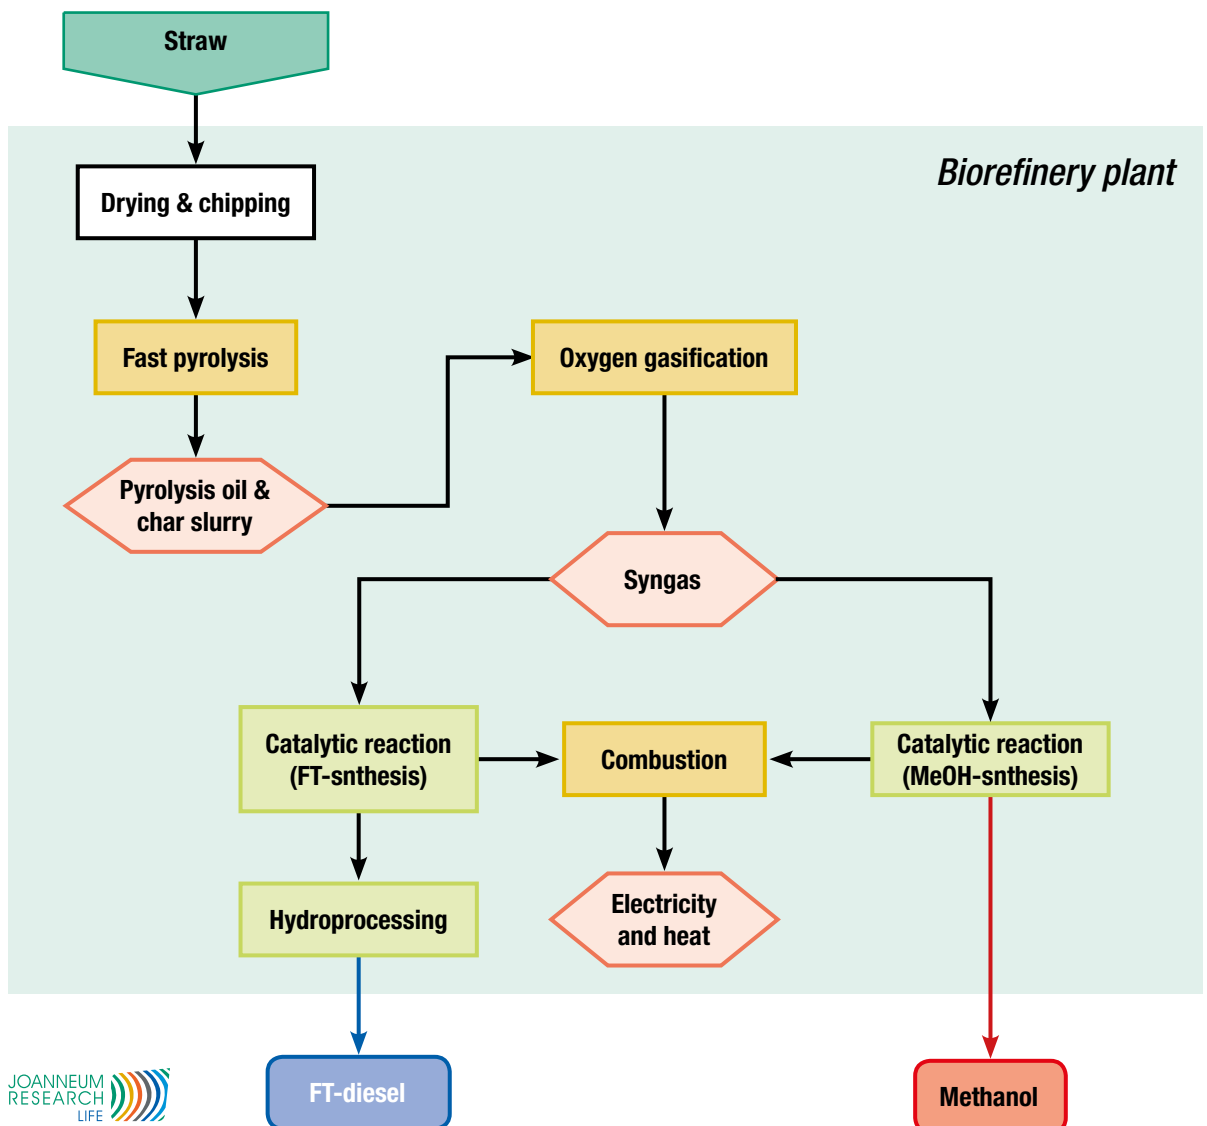 Straw
Biorefinery plant
Drying & chipping
Fast pyrolysis
Oxygen gasification
Pyrolysis oil &
char slurry
Syngas
Catalytic reaction
(FT-snthesis)
Combustion
Catalytic reaction
(MeOH-snthesis)
Hydroprocessing
Electricity
and heat
JOANNEUM
RESEARCH
LIFE
FT-diesel
Methanol